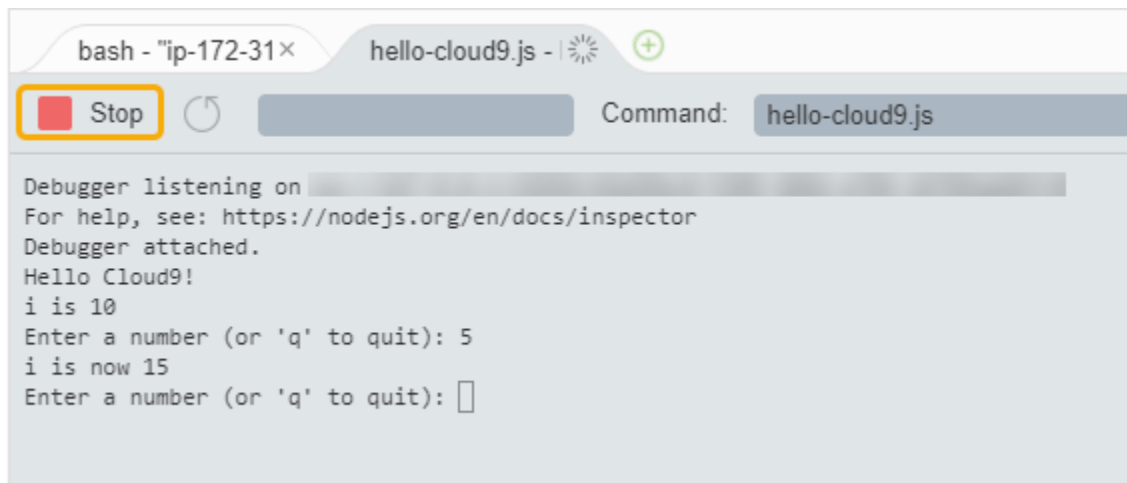 bash - "ip-172-31× hello-cloud9.js -
Stop Command: hello-cloud9.js
Debugger listening on
For help, see: https://nodejs.org/en/docs/inspector
Debugger attached.
Hello Cloud9!
i is 10
Enter a number (or 'q' to quit): 5
i is now 15
Enter a number (or 'q' to quit):